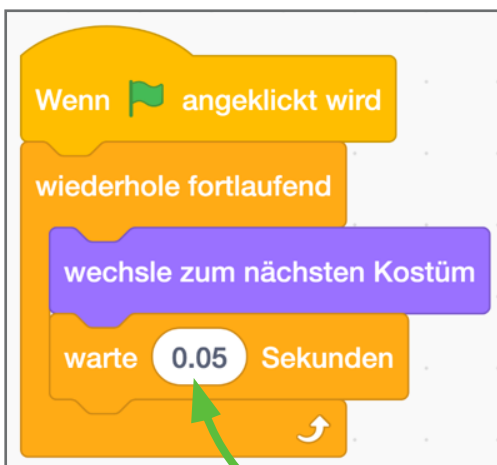 Wenn angeklickt wird
wiederhole fortlaufend
wechsle zum nächsten Kostüm
warte 0.05 Sekunden